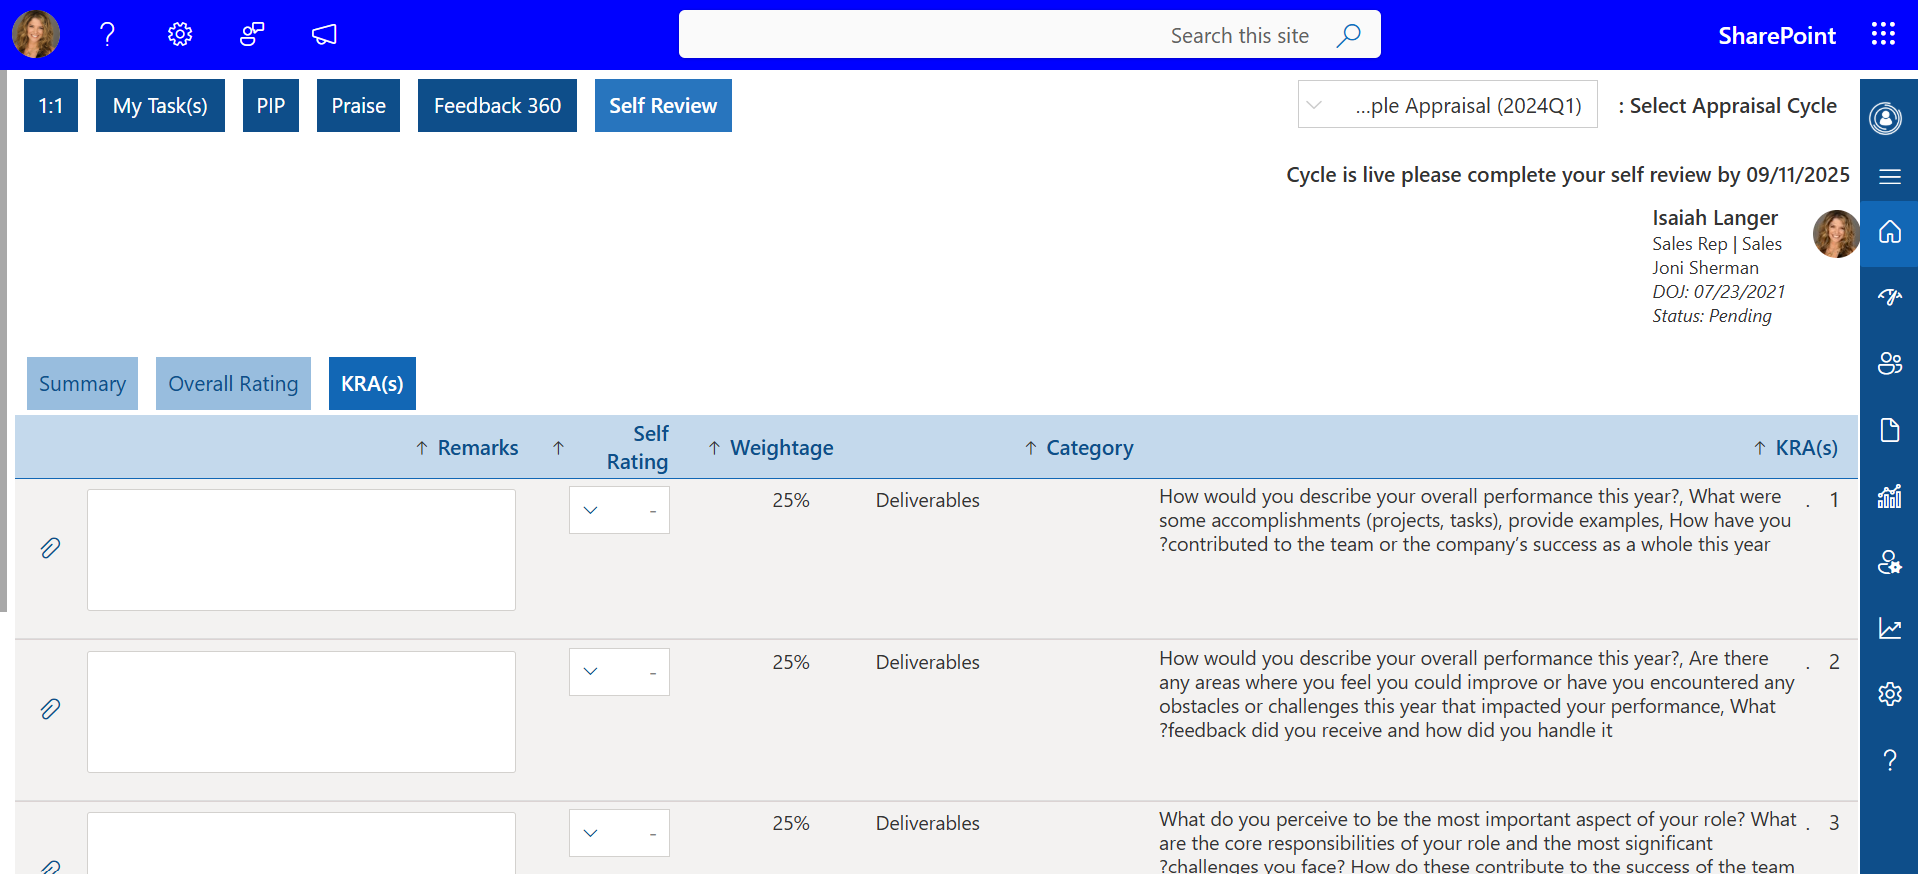 SharePoint
Search this site
1:1
My Task(s)
PIP
Praise
Feedback 360
Self Review
...ple Appraisal (2024Q1)
: Select Appraisal Cycle
Cycle is live please complete your self review by 09/11/2025
Isaiah Langer
Sales Rep | Sales
Joni Sherman
DOJ: 07/23/2021
Status: Pending
Summary
Overall Rating
KRA(s)
KRA(s)
Category
Weightage
Self
Rating
Remarks
1 .
How would you describe your overall performance this year?, What were
some accomplishments (projects, tasks), provide examples, How have you
?contributed to the team or the company’s success as a whole this year
Deliverables
25%
-
2 .
How would you describe your overall performance this year?, Are there
any areas where you feel you could improve or have you encountered any
obstacles or challenges this year that impacted your performance, What
?feedback did you receive and how did you handle it
Deliverables
25%
-
3 .
What do you perceive to be the most important aspect of your role? What
are the core responsibilities of your role and the most significant
?challenges you face? How do these contribute to the success of the team
Deliverables
25%
-